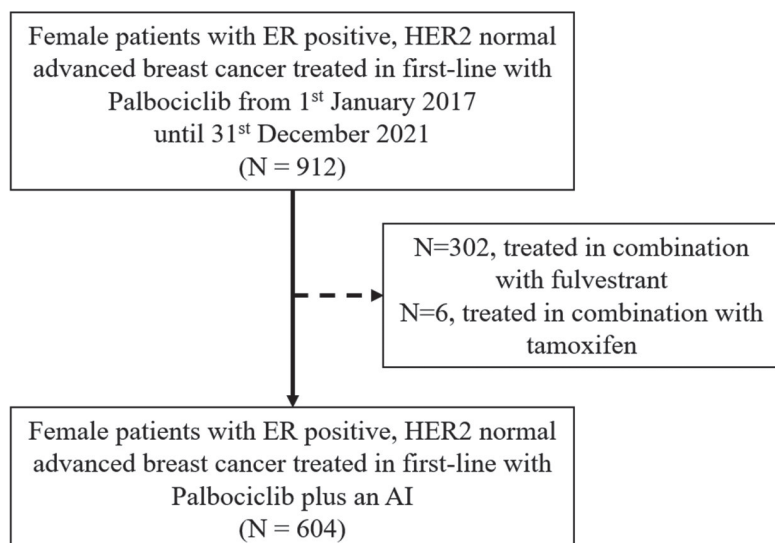 Female patients with ER positive, HER2 normal
advanced breast cancer treated in first-line with
Palbociclib from 1st January 2017
until 31st December 2021
(N = 912)
N=302, treated in combination
with fulvestrant
N=6, treated in combination with
tamoxifen
Female patients with ER positive, HER2 normal
advanced breast cancer treated in first-line with
Palbociclib plus an AI
(N = 604)